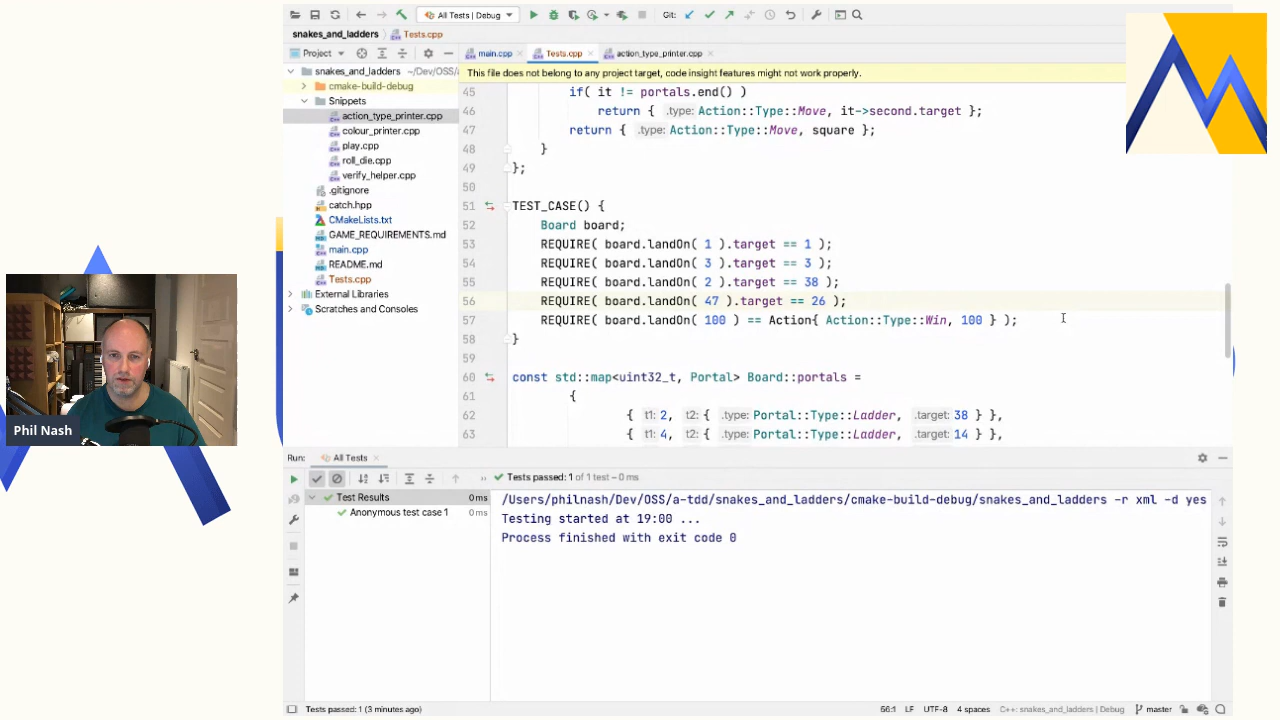 All Tests | Debug
Git:
snakes_and_ladders
Tests.cpp
Project
main.cpp
Tests.cpp
action_type_printer.cpp
snakes_and_ladders ~/Dev/OSS/a
This file does not belong to any project target, code insight features might not work properly.
cmake-build-debug
Snippets
action_type_printer.cpp
colour_printer.cpp
play.cpp
roll_die.cpp
verify_helper.cpp
.gitignore
catch.hpp
CMakeLists.txt
GAME_REQUIREMENTS.md
main.cpp
README.md
Tests.cpp
External Libraries
Scratches and Consoles
45 if( it != portals.end() )
46 return { .type: Action::Type::Move, it->second.target };
47 return { .type: Action::Type::Move, square };
48 }
49 };
50
51 TEST_CASE() {
52 Board board;
53 REQUIRE( board.landOn( 1 ).target == 1 );
54 REQUIRE( board.landOn( 3 ).target == 3 );
55 REQUIRE( board.landOn( 2 ).target == 38 );
56 REQUIRE( board.landOn( 47 ).target == 26 );
57 REQUIRE( board.landOn( 100 ) == Action{ Action::Type::Win, 100 } );
58 }
59
60 const std::map<uint32_t, Portal> Board::portals =
61 {
62 { t1: 2, t2: { .type: Portal::Type::Ladder, .target: 38 } },
63 { t1: 4, t2: { .type: Portal::Type::Ladder, .target: 14 } },
Phil Nash
Run: All Tests
Tests passed: 1 of 1 test – 0 ms
Test Results 0 ms
Anonymous test case 1 0 ms
/Users/philnash/Dev/OSS/a-tdd/snakes_and_ladders/cmake-build-debug/snakes_and_ladders -r xml -d yes
Testing started at 19:00 ...
Process finished with exit code 0
Tests passed: 1 (3 minutes ago)
56:1 LF UTF-8 4 spaces C++: snakes_and_ladders | Debug master